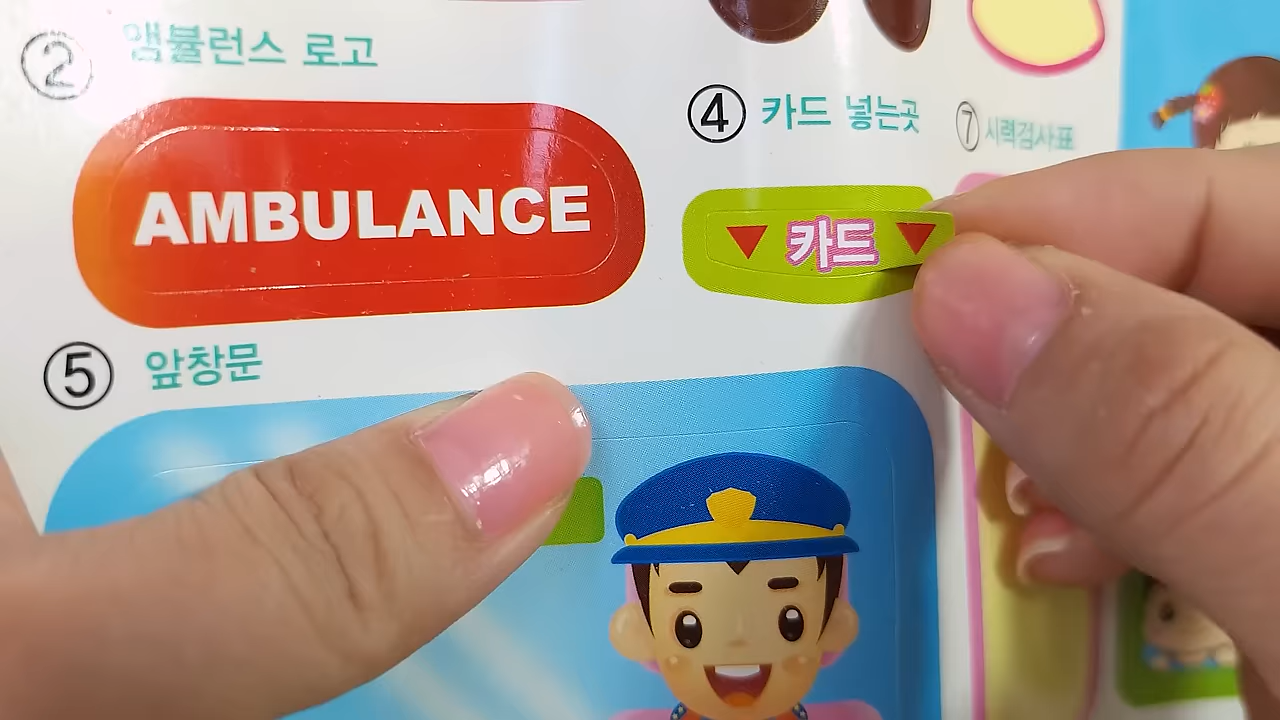 ② 앰뷸런스 로고
AMBULANCE
④ 카드 넣는곳
▼ 카드 ▼
⑤ 앞창문
⑦ 시력검사표